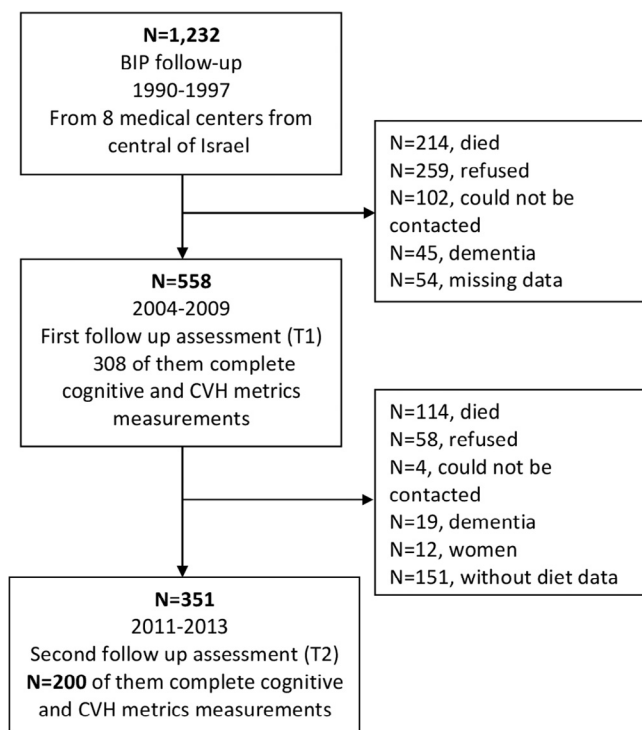 N=1,232
BIP follow-up
1990-1997
From 8 medical centers from
central of Israel
N=214, died
N=259, refused
N=102, could not be
contacted
N=45, dementia
N=54, missing data
N=558
2004-2009
First follow up assessment (T1)
308 of them complete
cognitive and CVH metrics
measurements
N=114, died
N=58, refused
N=4, could not be
contacted
N=19, dementia
N=12, women
N=151, without diet data
N=351
2011-2013
Second follow up assessment (T2)
N=200 of them complete cognitive
and CVH metrics measurements